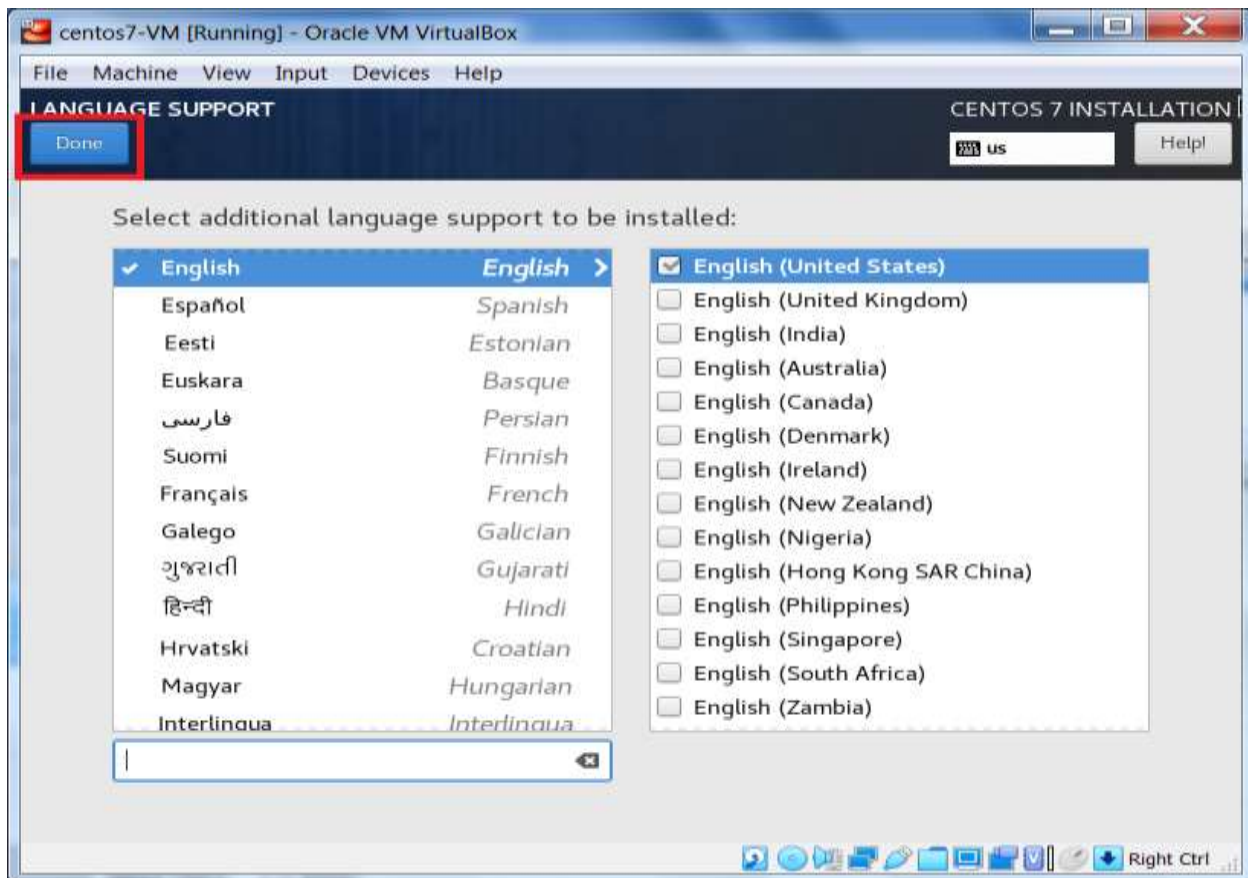 centos7-VM [Running] - Oracle VM VirtualBox
File Machine View Input Devices Help
LANGUAGE SUPPORT
CENTOS 7 INSTALLATION
Done
us
Help!
Select additional language support to be installed:
English English
Español Spanish
Eesti Estonian
Euskara Basque
فارسی Persian
Suomi Finnish
Français French
Galego Galician
ગુજરાતી Gujarati
हिन्दी Hindi
Hrvatski Croatian
Magyar Hungarian
Interlingua Interlingua
English (United States)
English (United Kingdom)
English (India)
English (Australia)
English (Canada)
English (Denmark)
English (Ireland)
English (New Zealand)
English (Nigeria)
English (Hong Kong SAR China)
English (Philippines)
English (Singapore)
English (South Africa)
English (Zambia)
Right Ctrl